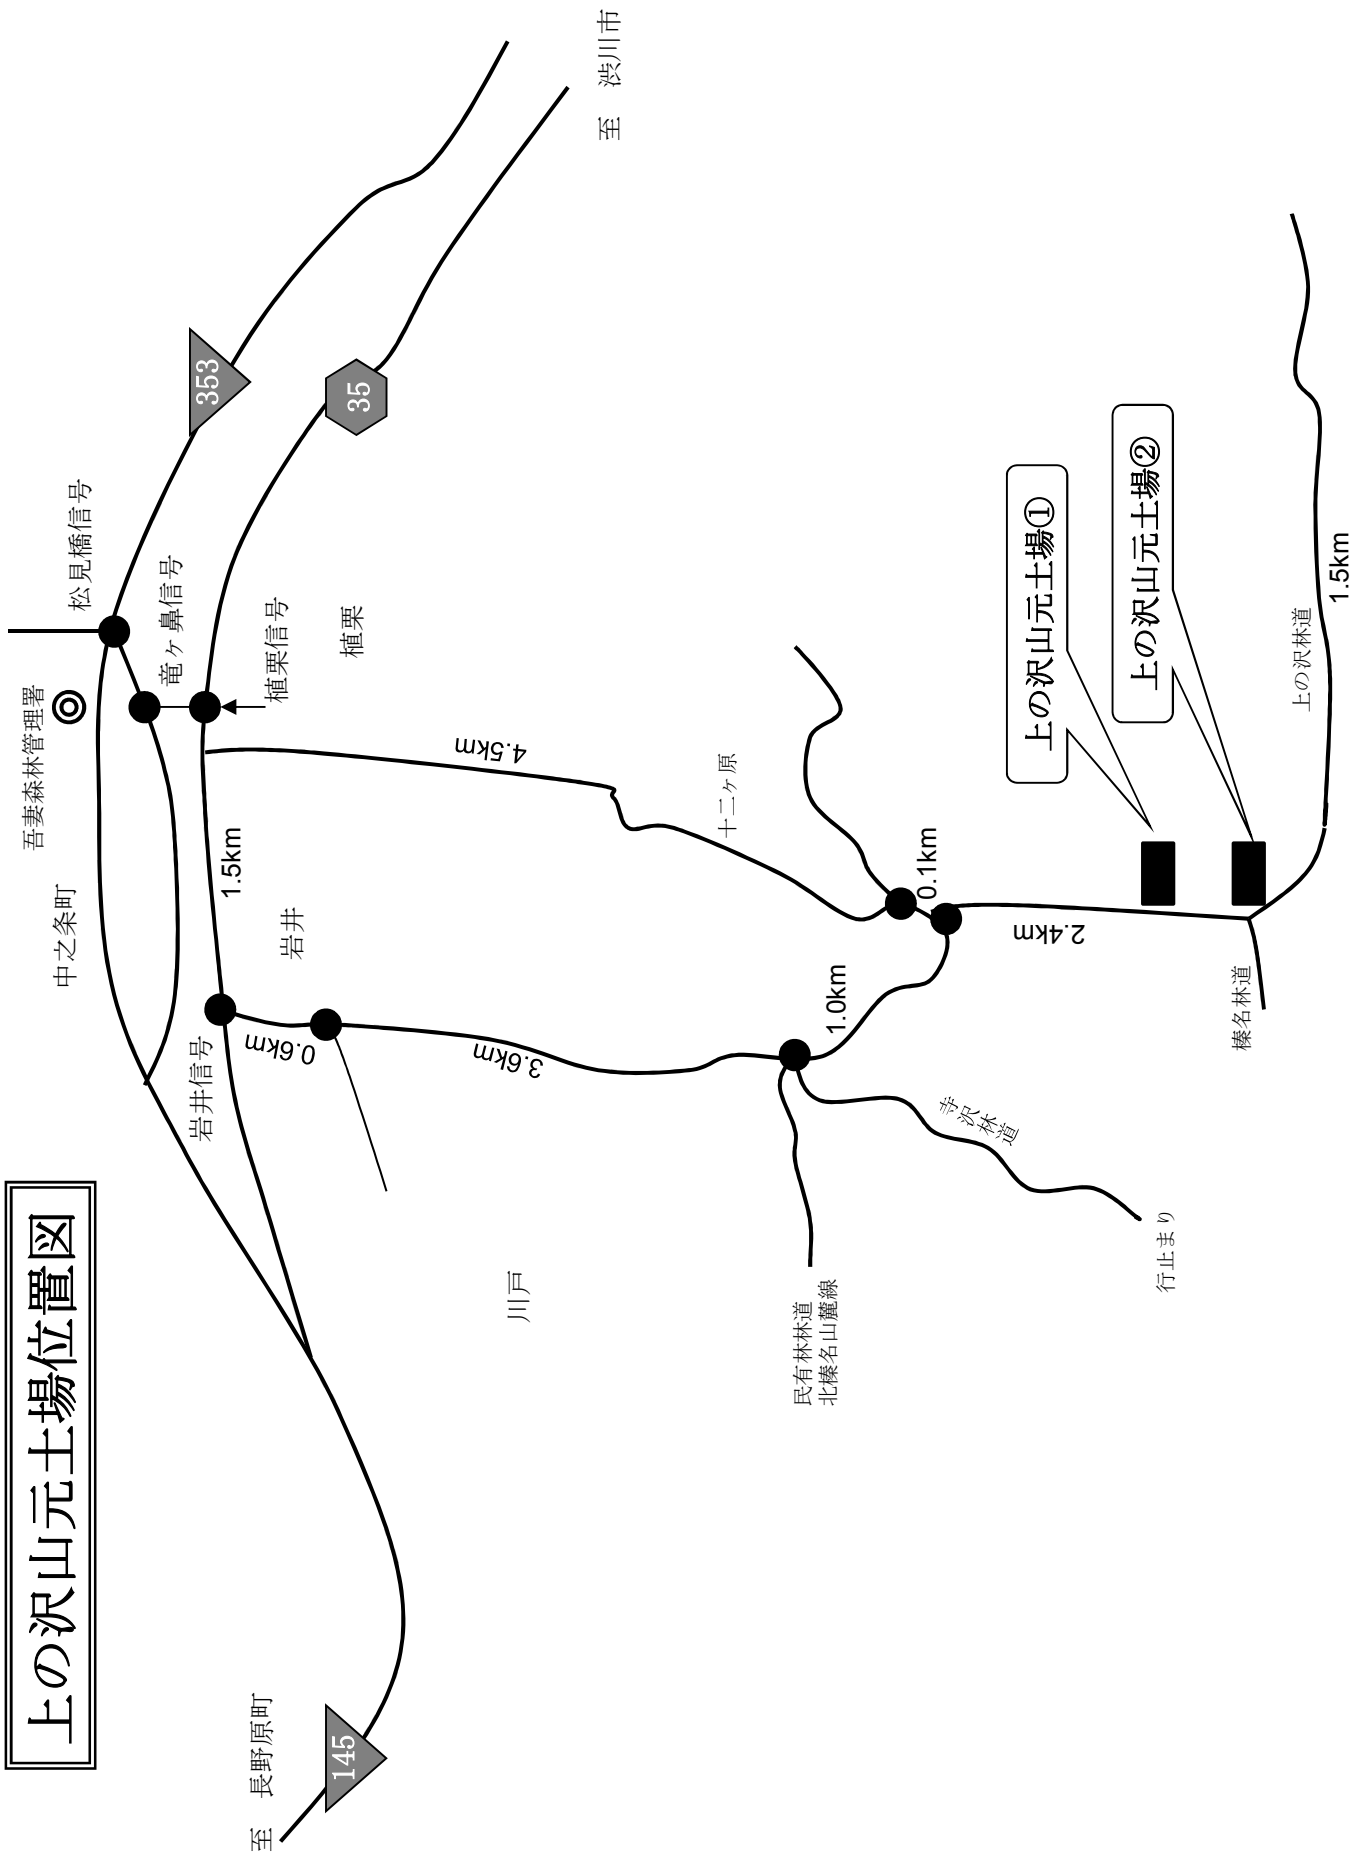 上の沢山元土場位置図
至 長野原町
145
中之条町
吾妻森林管理署
松見橋信号
竜ヶ鼻信号
植栗信号
植栗
353
35
至 渋川市
岩井信号
岩井
1.5km
0.6km
3.6km
4.5km
川戸
十二ヶ原
0.1km
1.0km
2.4km
民有林林道
北榛名山麓線
寺沢林道
行止まり
上の沢山元土場①
上の沢山元土場②
榛名林道
上の沢林道
1.5km